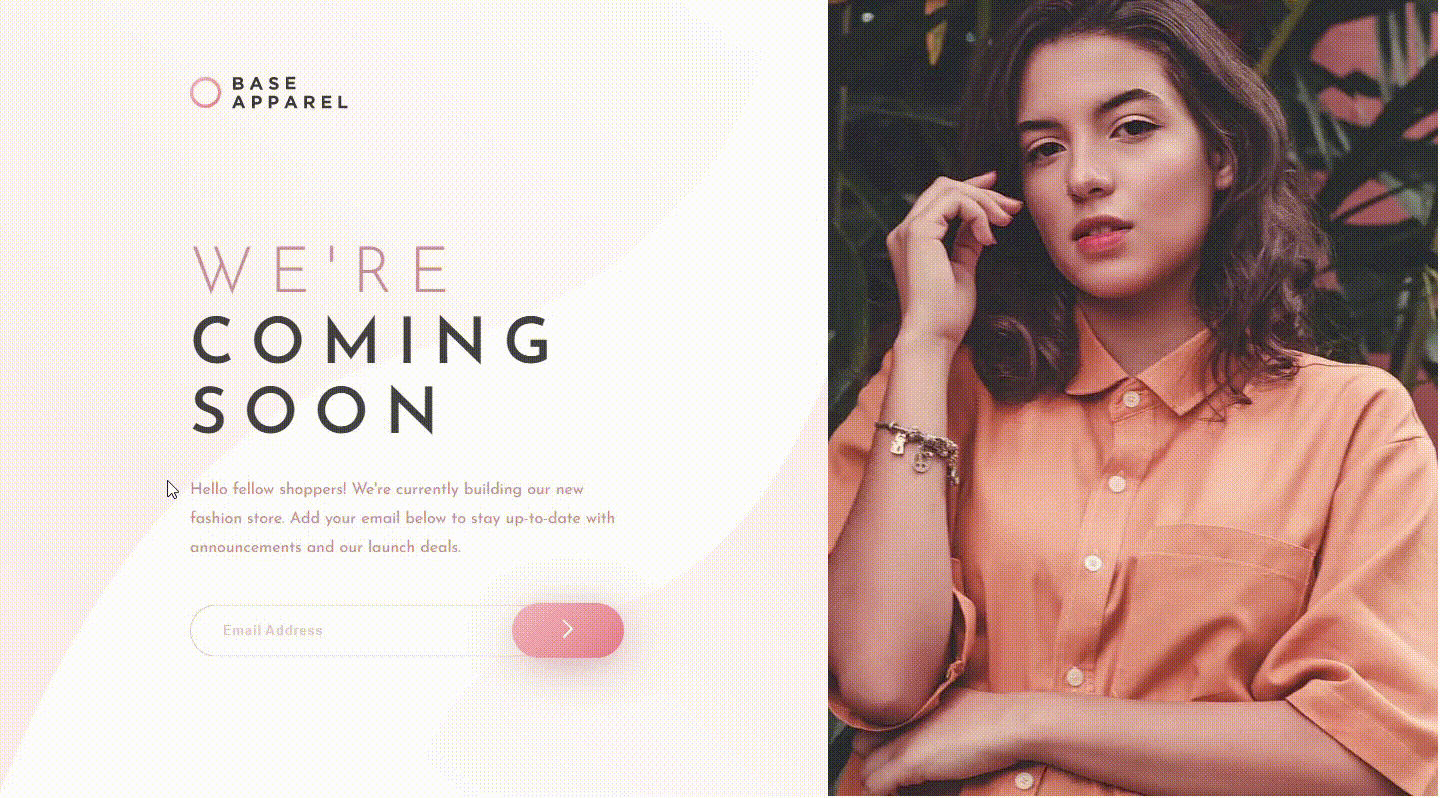 BASE
APPAREL
WE'RE
COMING
SOON
Hello fellow shoppers! We're currently building our new
fashion store. Add your email below to stay up-to-date with
announcements and our launch deals.
Email Address